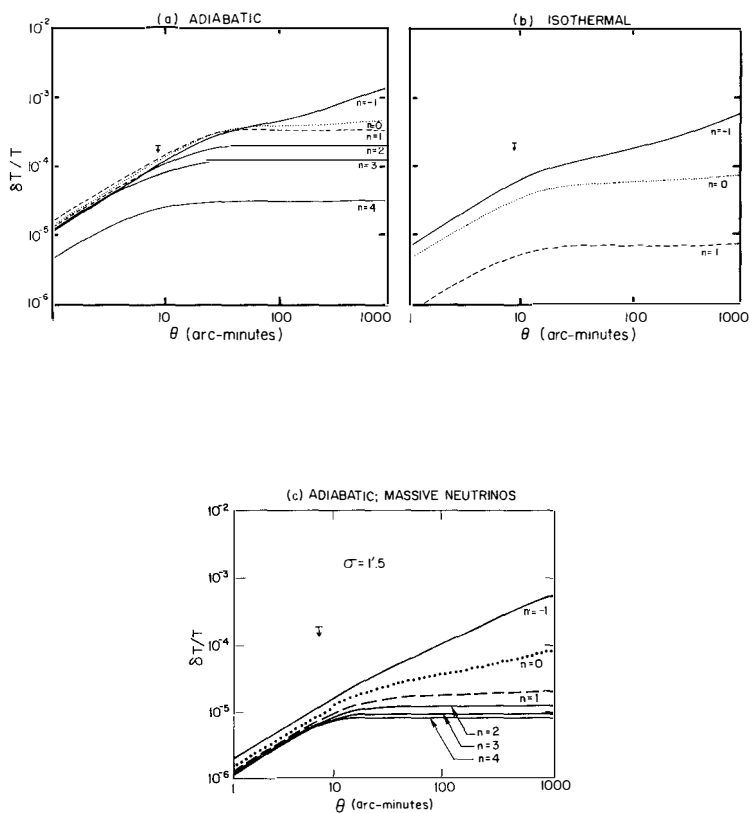 (a) ADIABATIC
(b) ISOTHERMAL
10-2
10-3
10-4
10-5
10-6
δT/T
n=-1
n=0
n=1
n=2
n=3
n=4
n=-1
n=0
n=1
1 10 100 1000
θ (arc-minutes)
1 10 100 1000
θ (arc-minutes)
(c) ADIABATIC; MASSIVE NEUTRINOS
10-2
10-3
10-4
10-5
10-6
δT/T
σ=1'.5
n=-1
n=0
n=1
n=2
n=3
n=4
1 10 100 1000
θ (arc-minutes)